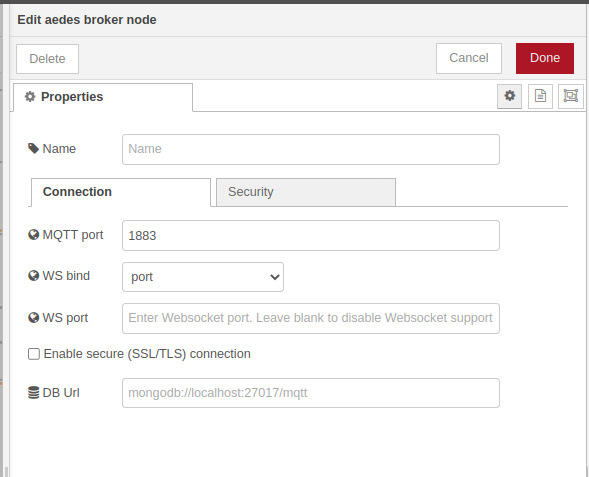 Edit aedes broker node
Delete
Cancel
Done
Properties
Name
Name
Connection
Security
MQTT port
1883
WS bind
port
WS port
Enter Websocket port. Leave blank to disable Websocket support
Enable secure (SSL/TLS) connection
DB Url
mongodb://localhost:27017/mqtt